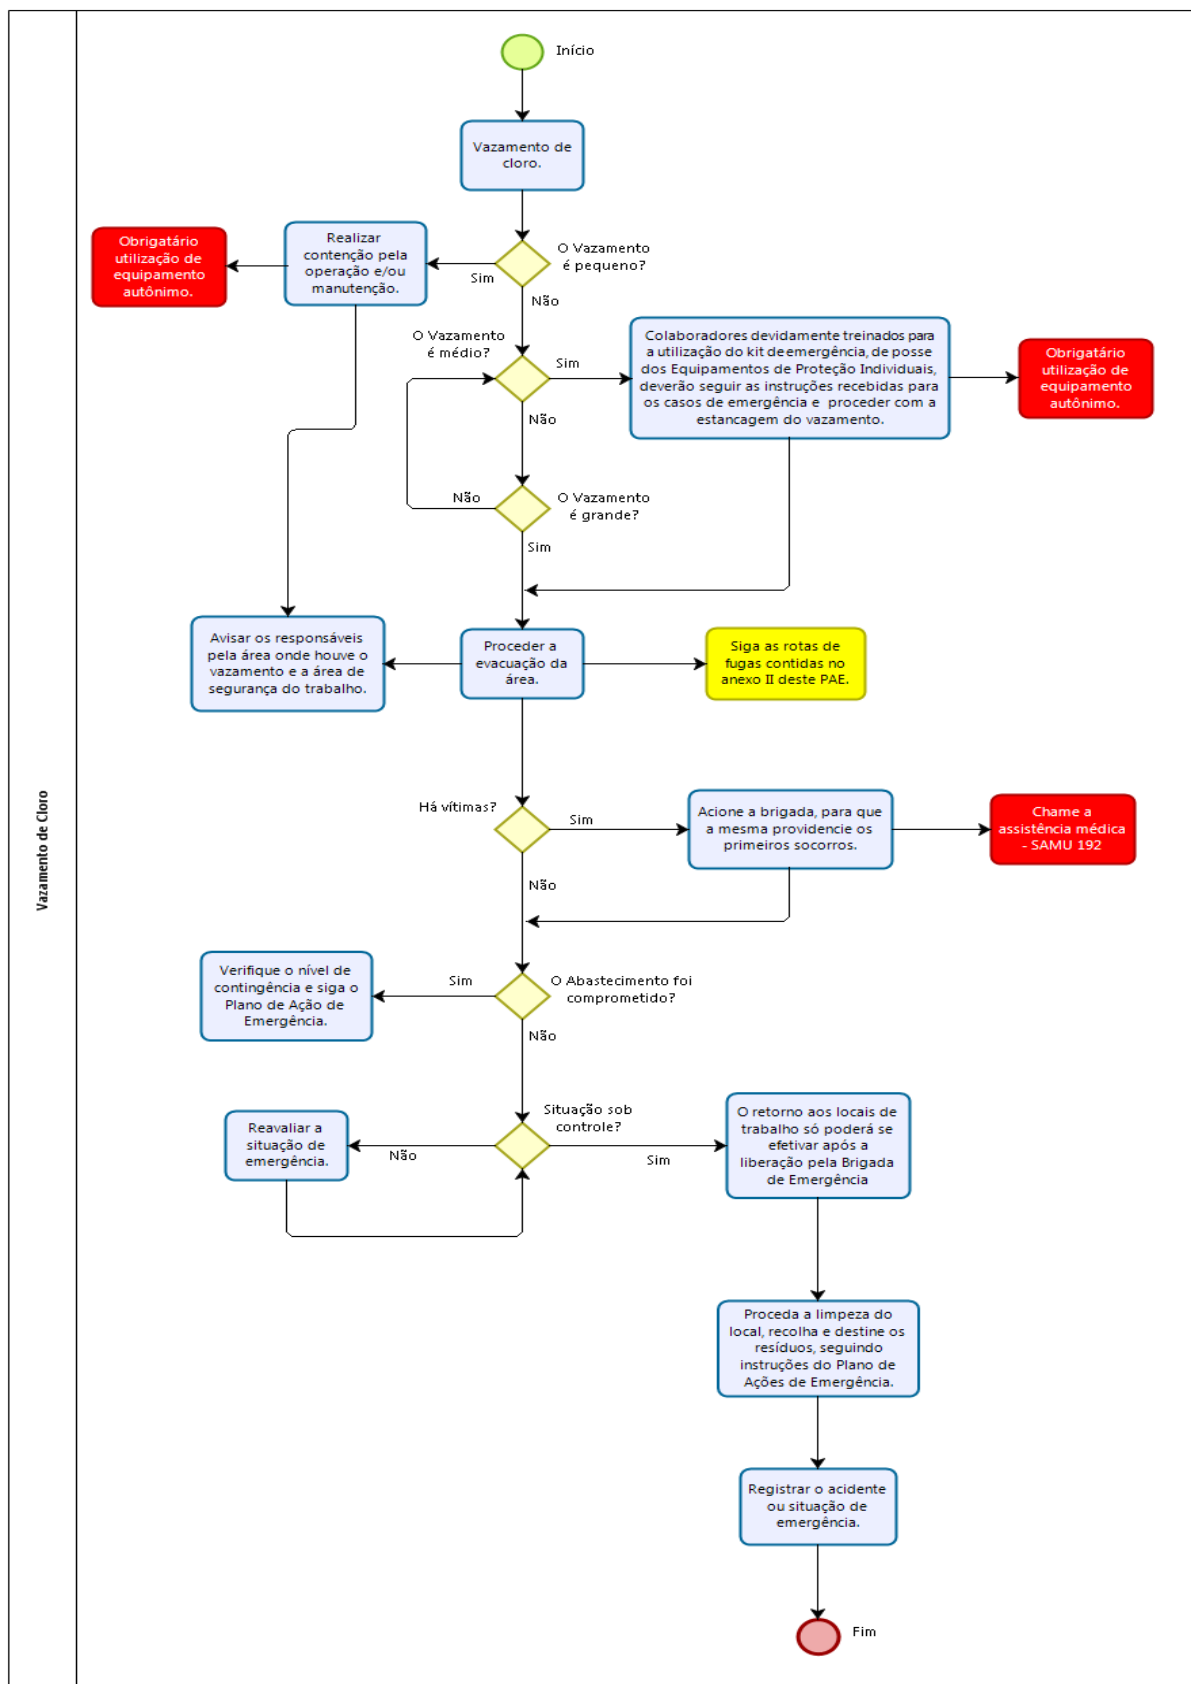 Vazamento de Cloro
Início
Vazamento de
cloro.
O Vazamento
é pequeno?
Sim
Não
Realizar
contenção pela
operação e/ou
manutenção.
Obrigatário
utilização de
equipamento
autônimo.
O Vazamento
é médio?
Sim
Não
Colaboradores devidamente treinados para
a utilização do kit de emergência, de posse
dos Equipamentos de Proteção Individuais,
deverão seguir as instruções recebidas para
os casos de emergência e proceder com a
estancagem do vazamento.
Obrigatário
utilização de
equipamento
autônimo.
O Vazamento
é grande?
Não
Sim
Avisar os responsáveis
pela área onde houve o
vazamento e a área de
segurança do trabalho.
Proceder a
evacuação da
área.
Siga as rotas de
fugas contidas no
anexo II deste PAE.
Há vítimas?
Sim
Não
Acione a brigada, para que
a mesma providencie os
primeiros socorros.
Chame a
assistência médica
- SAMU 192
O Abastecimento foi
comprometido?
Sim
Não
Verifique o nível de
contingência e siga o
Plano de Ação de
Emergência.
Situação sob
controle?
Não
Sim
Reavaliar a
situação de
emergência.
O retorno aos locais de
trabalho só poderá se
efetivar após a
liberação pela Brigada
de Emergência
Proceda a limpeza do
local, recolha e destine os
resíduos, seguindo
instruções do Plano de
Ações de Emergência.
Registrar o acidente
ou situação de
emergência.
Fim